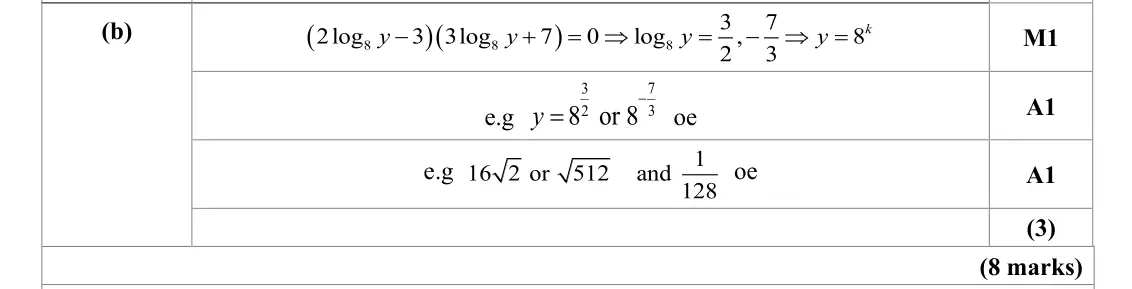 (b) (2log₈ y − 3)(3log₈ y + 7) = 0 ⇒ log₈ y = 3/2, −7/3 ⇒ y = 8ᵏ M1
e.g y = 8^(3/2) or 8^(−7/3) oe A1
e.g 16√2 or √512 and 1/128 oe A1
(3)
(8 marks)